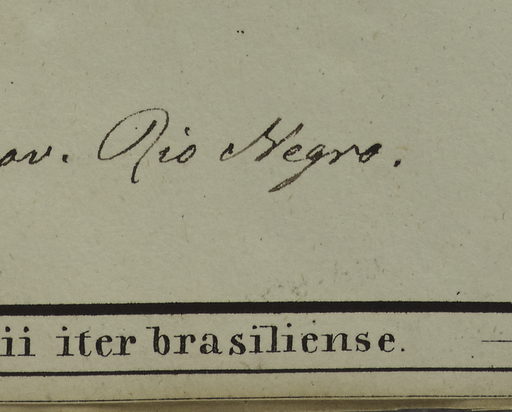 ov. Rio Negro.
ii iter brasiliense.